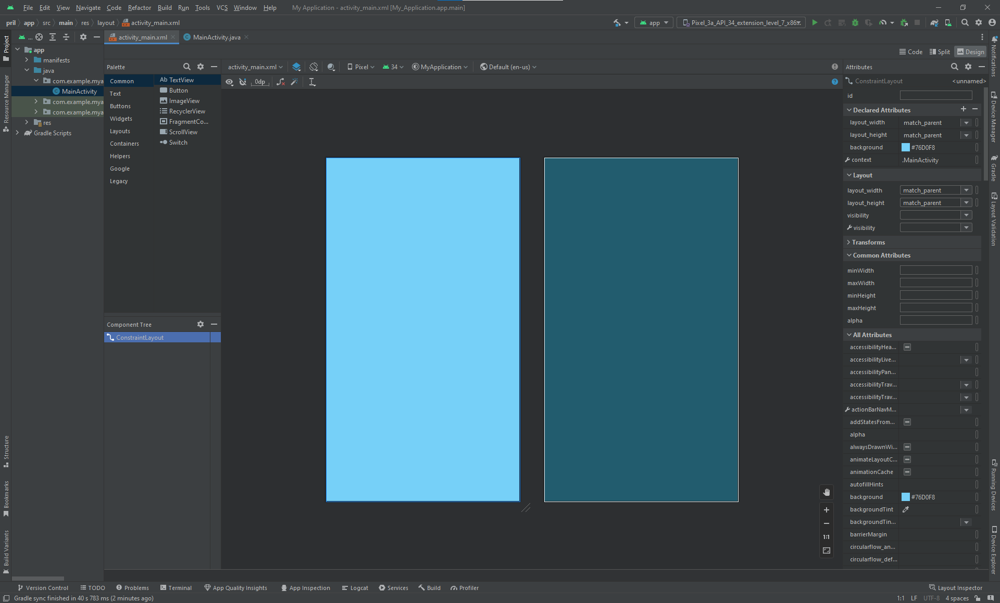 File Edit View Navigate Code Refactor Build Run Tools VCS Window Help My Application - activity_main.xml [My_Application.app.main]
pril app src main res layout activity_main.xml app Pixel_3a_API_34_extension_level_7_x86...
Project
Resource Manager
Structure
Bookmarks
Build Variants
...
activity_main.xml MainActivity.java
app
manifests
java
com.example.mya
MainActivity
com.example.mya
com.example.mya
res
Gradle Scripts
Code Split Design
Palette
Common
Text
Buttons
Widgets
Layouts
Containers
Helpers
Google
Legacy
Ab TextView
Button
ImageView
RecyclerView
FragmentCo...
ScrollView
Switch
Component Tree
ConstraintLayout
activity_main.xml Pixel 34 MyApplication Default (en-us)
0dp
1:1
Attributes
ConstraintLayout <unnamed>
id
Declared Attributes
layout_width match_parent
layout_height match_parent
background #76D0F8
context .MainActivity
Layout
layout_width match_parent
layout_height match_parent
visibility
visibility
Transforms
Common Attributes
minWidth
maxWidth
minHeight
maxHeight
alpha
All Attributes
accessibilityHea...
accessibilityLive...
accessibilityPan...
accessibilityTrav...
accessibilityTrav...
actionBarNavM...
addStatesFrom...
alpha
alwaysDrawnWi...
animateLayoutC...
animationCache
autofillHints
background #76D0F8
backgroundTint
backgroundTin...
barrierMargin
circularflow_an...
circularflow_def...
Notifications
Device Manager
Gradle
Layout Validation
Running Devices
Device Explorer
Version Control TODO Problems Terminal App Quality Insights App Inspection Logcat Services Build Profiler Layout Inspector
Gradle sync finished in 40 s 783 ms (2 minutes ago) 1:1 LF UTF-8 4 spaces